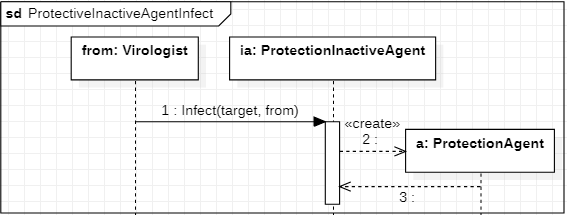 sd ProtectiveInactiveAgentInfect
from: Virologist
ia: ProtectionInactiveAgent
1 : Infect(target, from)
«create»
2 :
a: ProtectionAgent
3 :